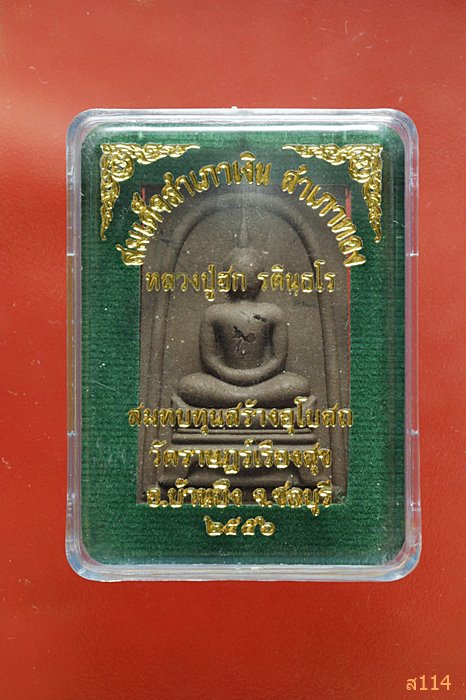 สมเด็จสำเภาเงิน สำเภาทอง
หลวงปู่ฮก รตินฺธโร
สมทบทุนสร้างอุโบสถ
วัดราษฎร์เรืองสุข
อ.บ้านบึง จ.ชลบุรี
๒๕๕๖
ส114